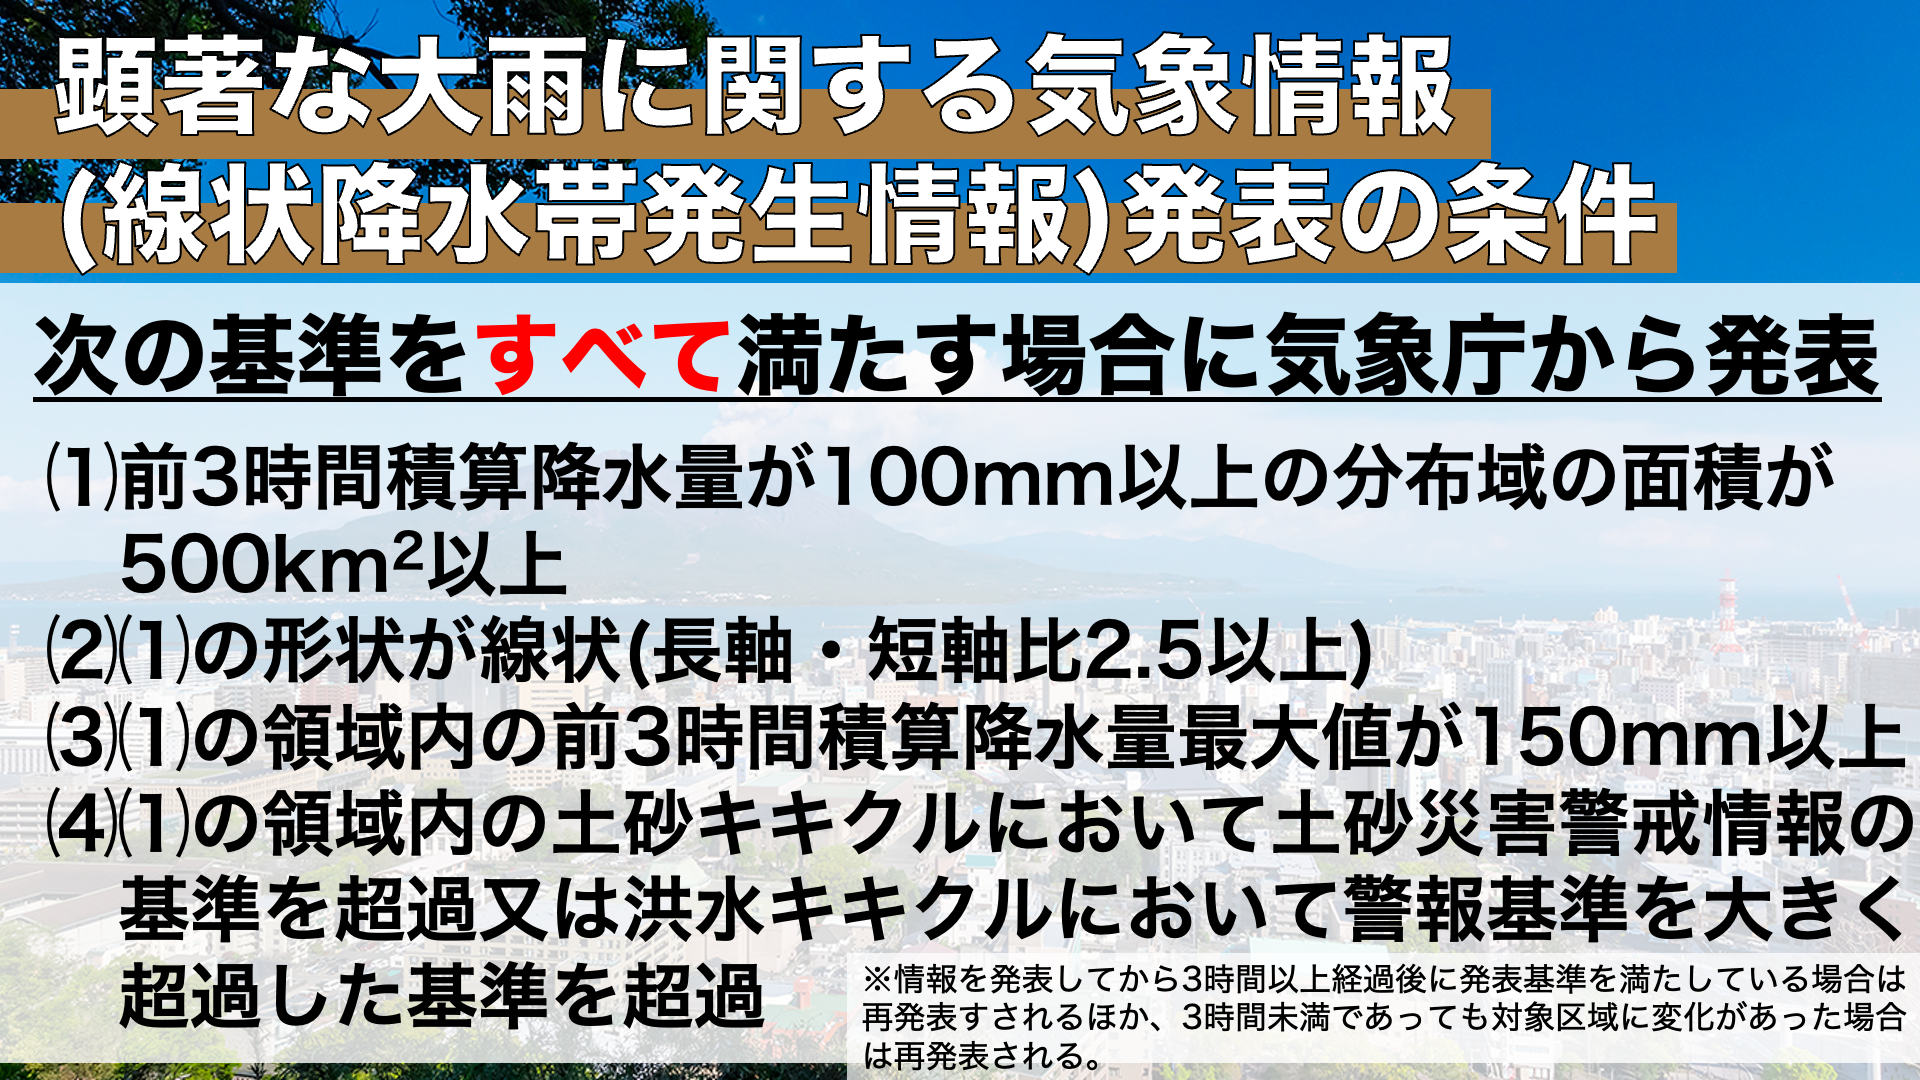 顕著な大雨に関する気象情報
(線状降水帯発生情報)発表の条件
次の基準をすべて満たす場合に気象庁から発表
⑴前3時間積算降水量が100mm以上の分布域の面積が
500km²以上
⑵⑴の形状が線状(長軸・短軸比2.5以上)
⑶⑴の領域内の前3時間積算降水量最大値が150mm以上
⑷⑴の領域内の土砂キキクルにおいて土砂災害警戒情報の
基準を超過又は洪水キキクルにおいて警報基準を大きく
超過した基準を超過
※情報を発表してから3時間以上経過後に発表基準を満たしている場合は
再発表すされるほか、3時間未満であっても対象区域に変化があった場合
は再発表される。